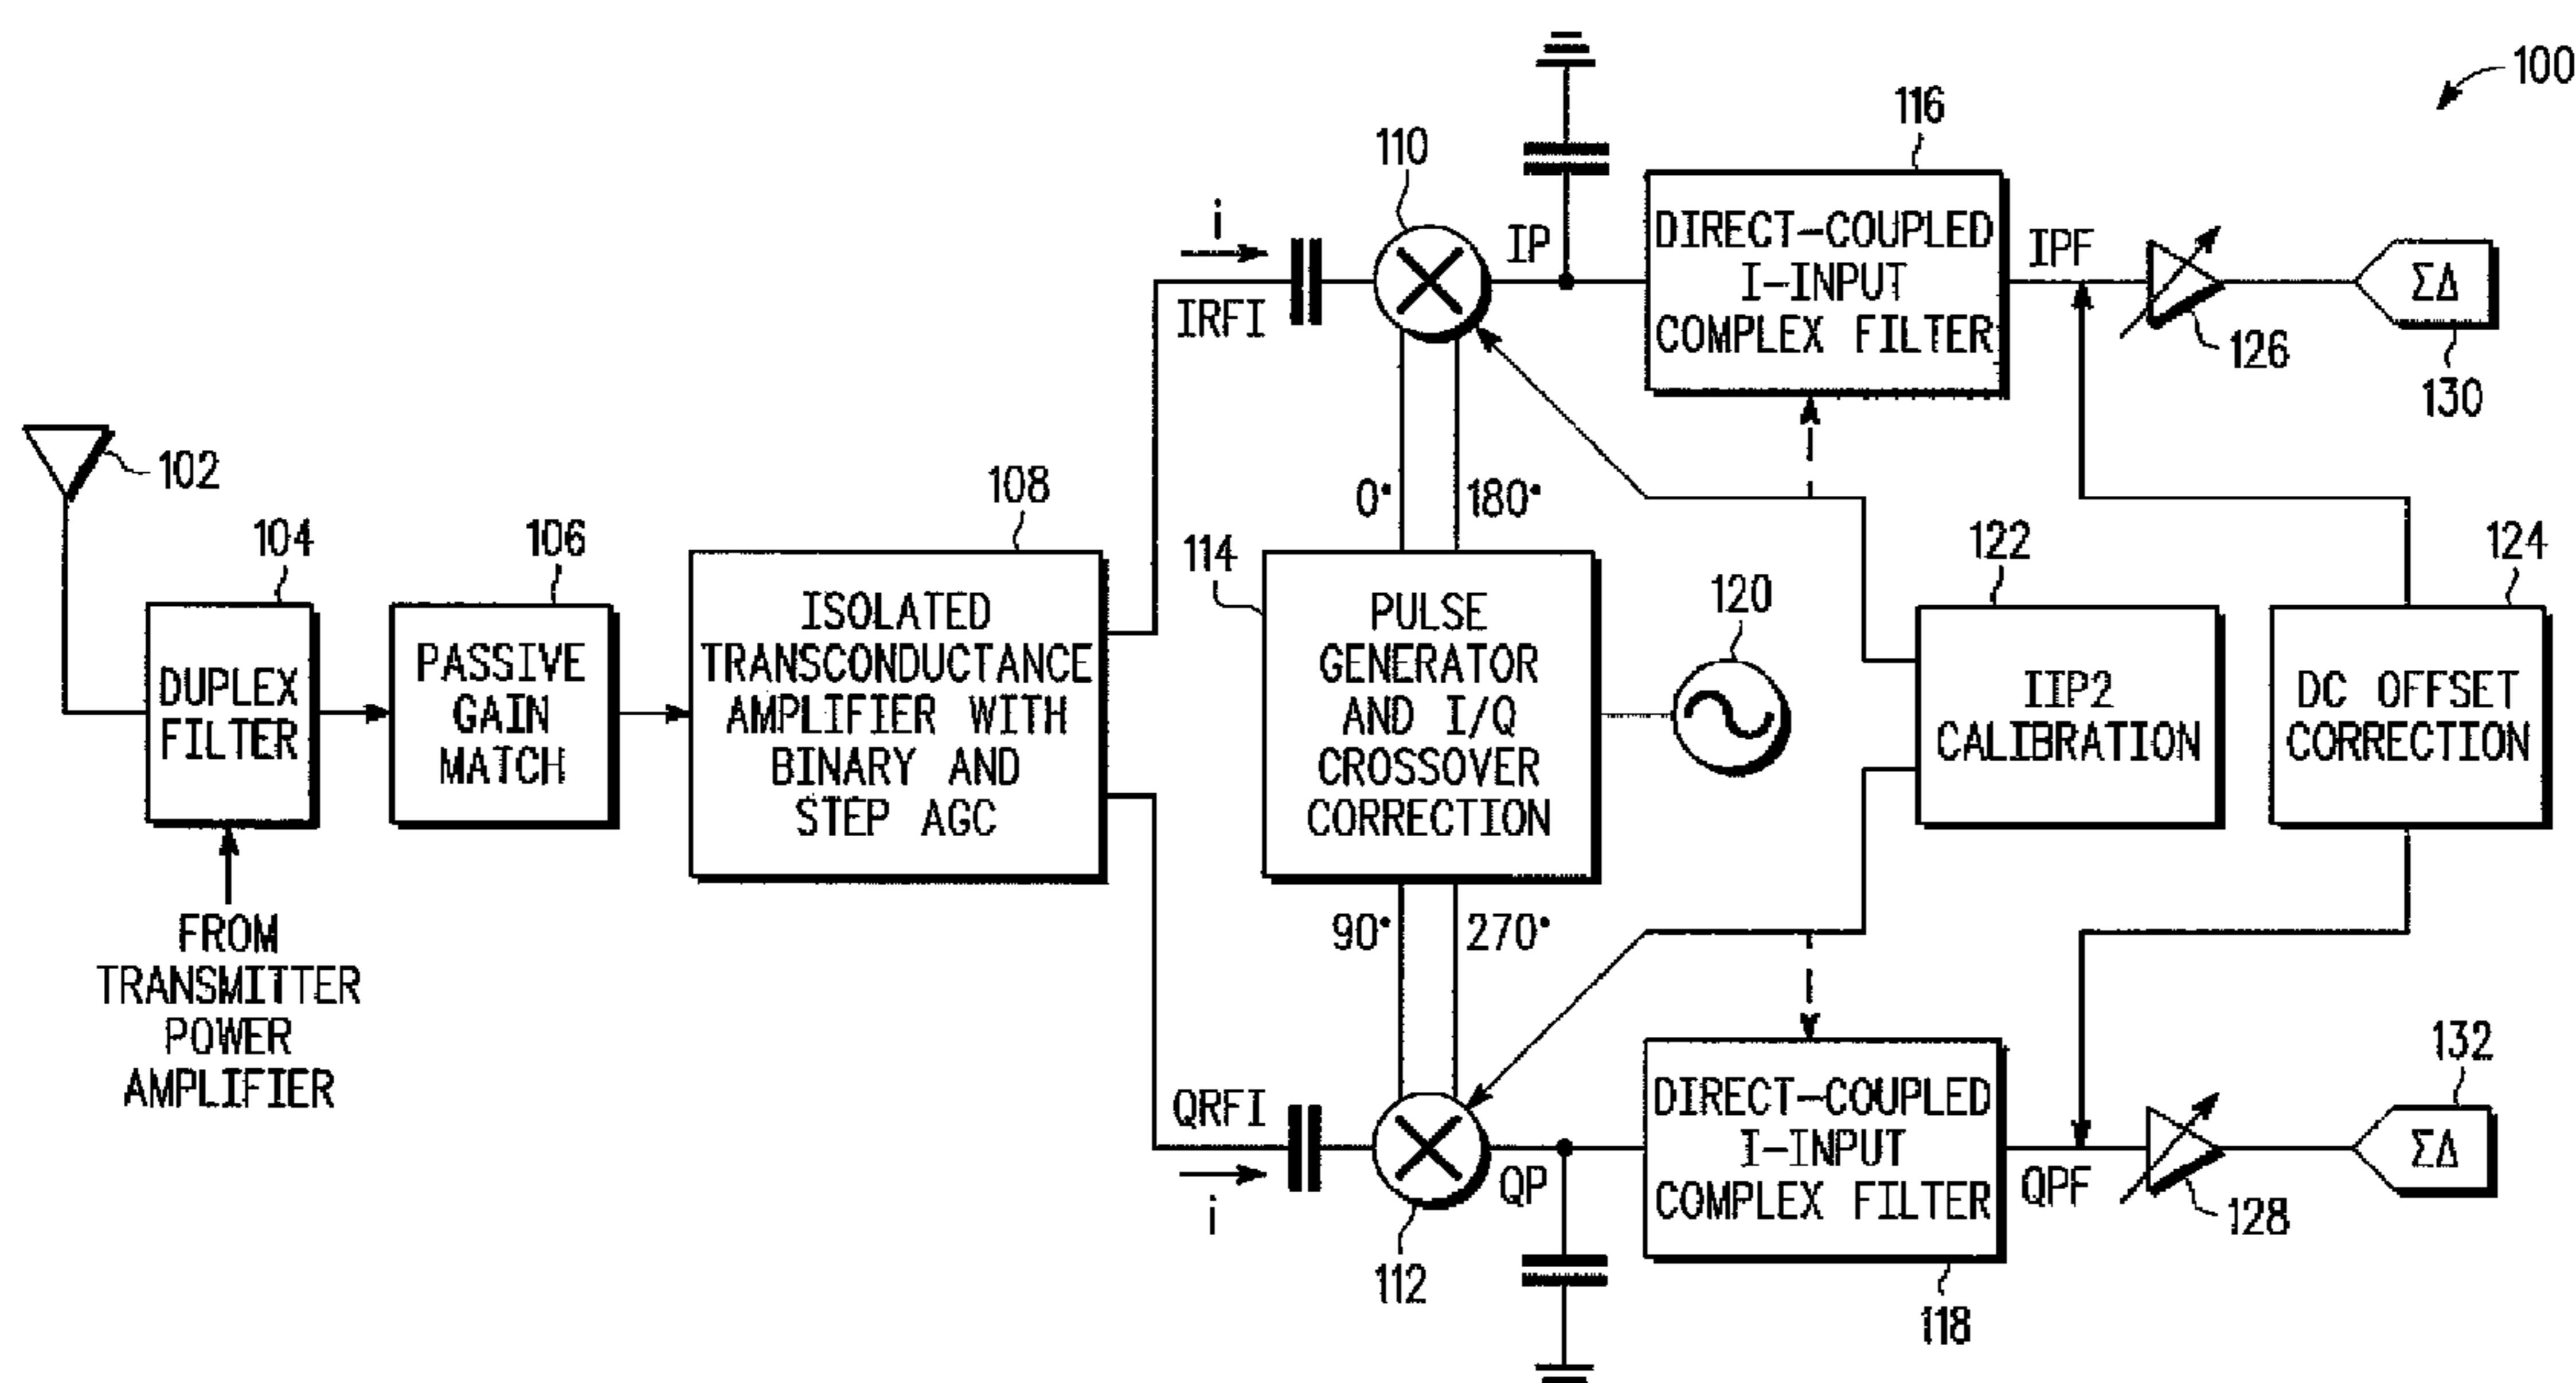 100
116
110
i
IP
DIRECT-COUPLED
I-INPUT
COMPLEX FILTER
IPF
ΣΔ
IRFI
126
130
102
108
0°
180°
104
106
114
122
124
120
ISOLATED
TRANSCONDUCTANCE
AMPLIFIER WITH
BINARY AND
STEP AGC
PULSE
GENERATOR
AND I/Q
CROSSOVER
CORRECTION
PASSIVE
GAIN
MATCH
DUPLEX
FILTER
IIP2
CALIBRATION
DC OFFSET
CORRECTION
FROM
TRANSMITTER
POWER
AMPLIFIER
90°
270°
132
QRFI
DIRECT-COUPLED
I-INPUT
COMPLEX FILTER
ΣΔ
i
QP
QPF
128
112
118